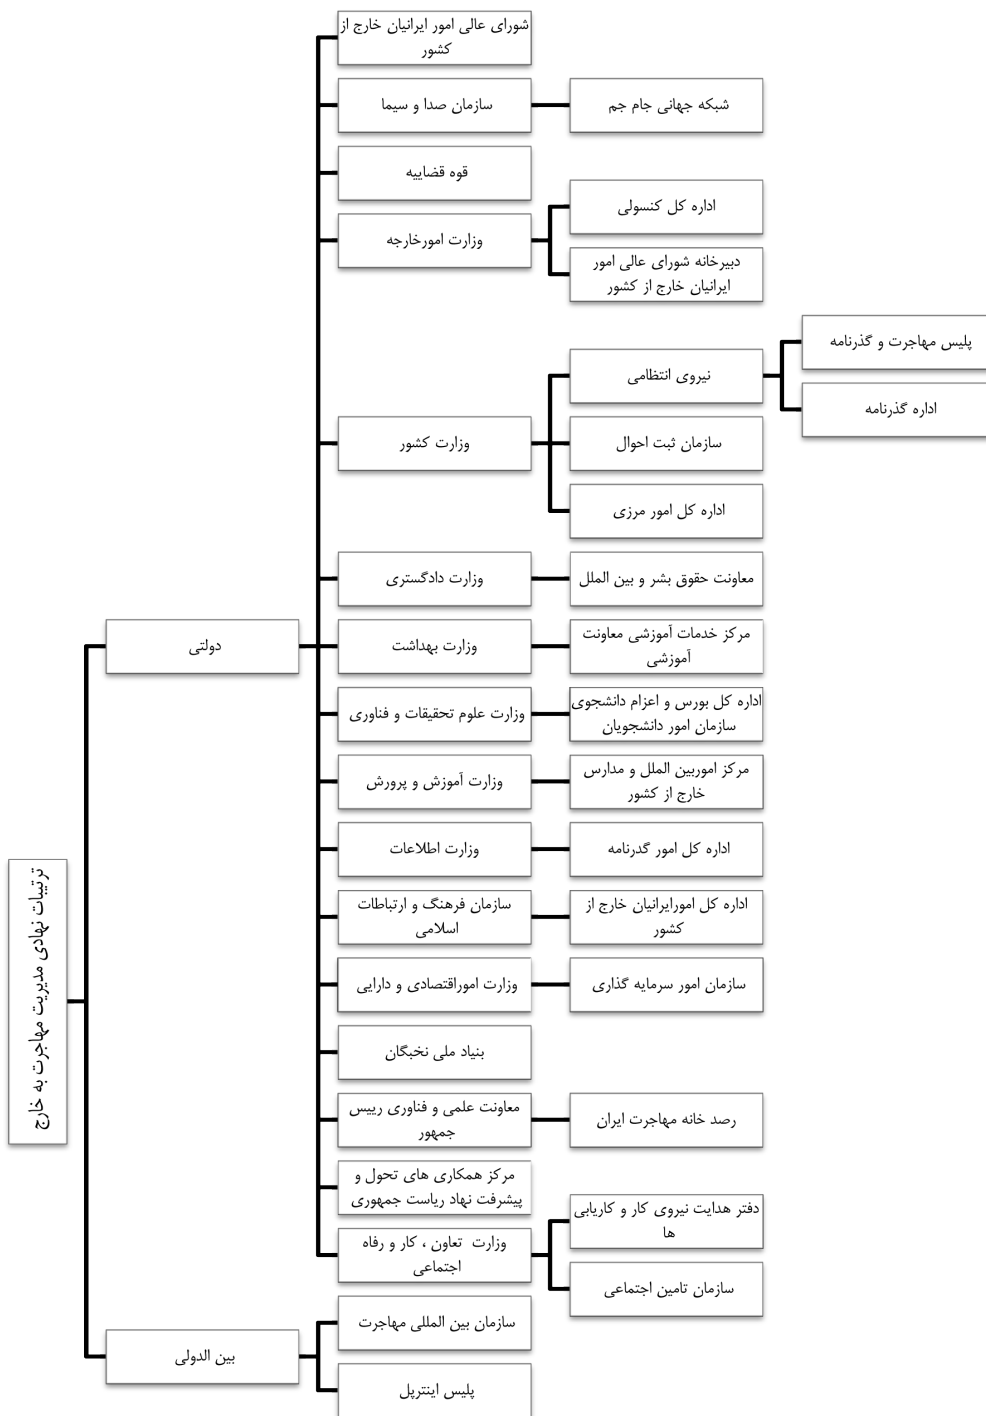 شورای عالی امور ایرانیان خارج از
کشور
سازمان صدا و سیما
شبکه جهانی جام جم
قوه قضاییه
وزارت امورخارجه
اداره کل کنسولی
دبیرخانه شورای عالی امور
ایرانیان خارج از کشور
وزارت کشور
نیروی انتظامی
پلیس مهاجرت و گذرنامه
اداره گذرنامه
سازمان ثبت احوال
اداره کل امور مرزی
وزارت دادگستری
معاونت حقوق بشر و بین الملل
دولتی
وزارت بهداشت
مرکز خدمات آموزشی معاونت
آموزشی
وزارت علوم تحقیقات و فناوری
اداره کل بورس و اعزام دانشجوی
سازمان امور دانشجویان
وزارت آموزش و پرورش
مرکز اموربین الملل و مدارس
خارج از کشور
وزارت اطلاعات
اداره کل امور گدرنامه
ترتیبات نهادی مدیریت مهاجرت به خارج
سازمان فرهنگ و ارتباطات
اسلامی
اداره کل امورایرانیان خارج از
کشور
وزارت اموراقتصادی و دارایی
سازمان امور سرمایه گذاری
بنیاد ملی نخبگان
معاونت علمی و فناوری رییس
جمهور
رصد خانه مهاجرت ایران
مرکز همکاری های تحول و
پیشرفت نهاد ریاست جمهوری
وزارت تعاون ، کار و رفاه
اجتماعی
دفتر هدایت نیروی کار و کاریابی
ها
سازمان تامین اجتماعی
بین الدولی
سازمان بین المللی مهاجرت
پلیس اینترپل